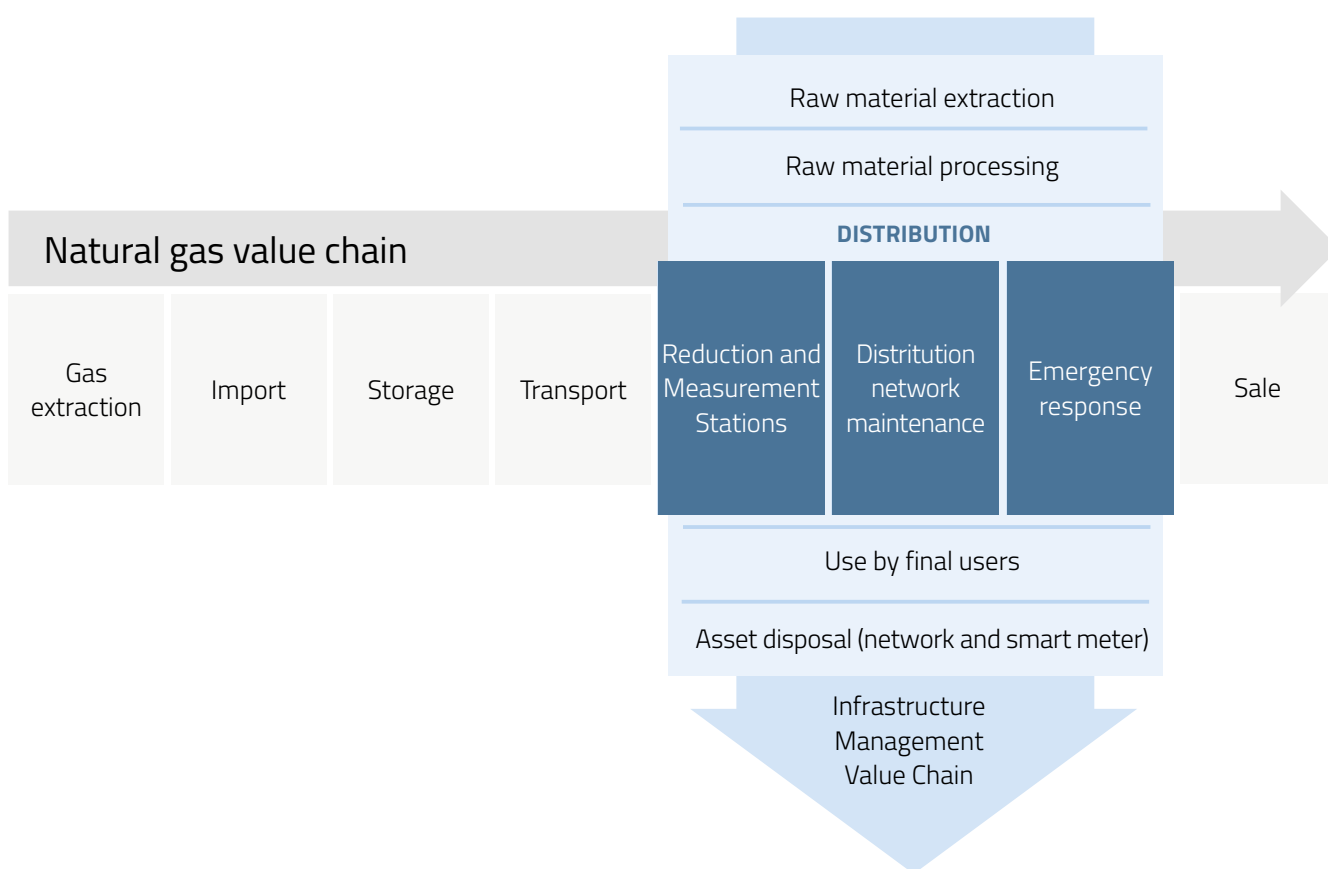 Raw material extraction
Raw material processing
DISTRIBUTION
Natural gas value chain
Gas
extraction
Import
Storage
Transport
Reduction and
Measurement
Stations
Distritution
network
maintenance
Emergency
response
Sale
Use by final users
Asset disposal (network and smart meter)
Infrastructure
Management
Value Chain